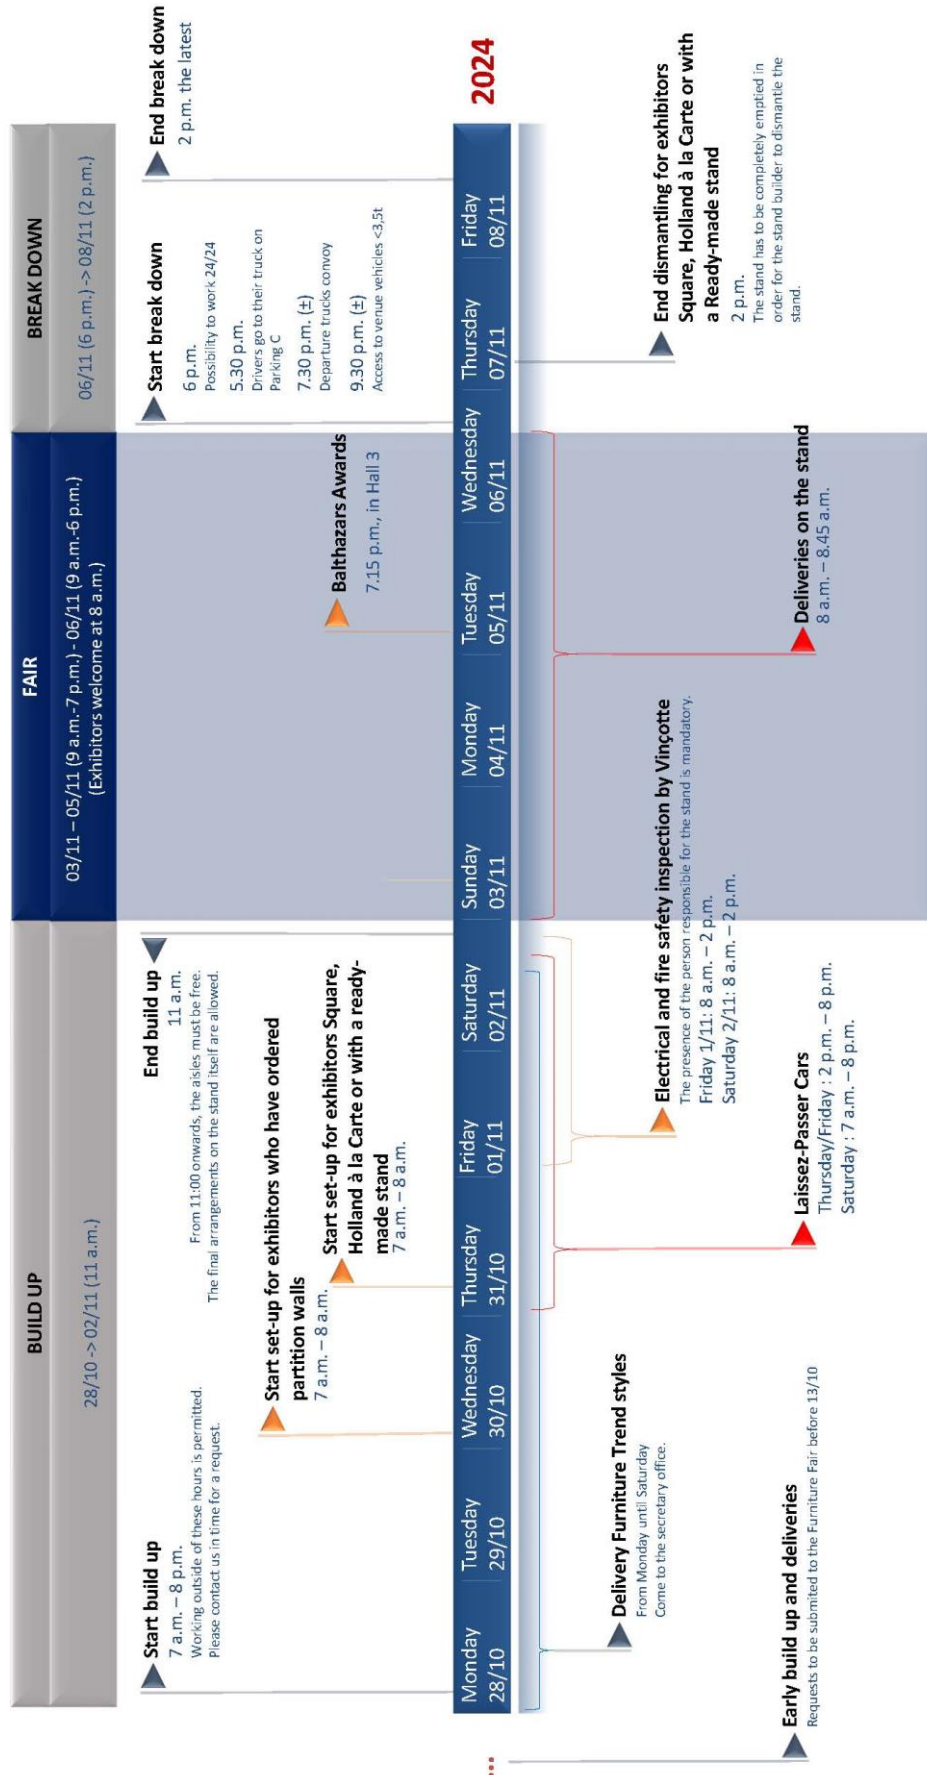 BUILD UP
28/10 -> 02/11 (11 a.m.)
FAIR
03/11 – 05/11 (9 a.m.-7 p.m.) - 06/11 (9 a.m.-6 p.m.)
(Exhibitors welcome at 8 a.m.)
BREAK DOWN
06/11 (6 p.m.) -> 08/11 (2 p.m.)
Start build up
7 a.m. – 8 p.m.
Working outside of these hours is permitted.
Please contact us in time for a request.
End build up
11 a.m.
From 11:00 onwards, the aisles must be free.
The final arrangements on the stand itself are allowed.
Start break down
6 p.m.
Possibility to work 24/24
5.30 p.m.
Drivers go to their truck on
Parking C
7.30 p.m. (±)
Departure trucks convoy
9.30 p.m. (±)
Access to venue vehicles <3,5t
End break down
2 p.m. the latest
Start set-up for exhibitors who have ordered
partition walls
7 a.m. – 8 a.m.
Start set-up for exhibitors Square,
Holland à la Carte or with a ready-
made stand
7 a.m. – 8 a.m.
Balthazars Awards
7.15 p.m., in Hall 3
...
Monday
28/10
Tuesday
29/10
Wednesday
30/10
Thursday
31/10
Friday
01/11
Saturday
02/11
Sunday
03/11
Monday
04/11
Tuesday
05/11
Wednesday
06/11
Thursday
07/11
Friday
08/11
2024
Delivery Furniture Trend styles
From Monday until Saturday
Come to the secretary office.
Electrical and fire safety inspection by Vinçotte
The presence of the person responsible for the stand is mandatory.
Friday 1/11: 8 a.m. – 2 p.m.
Saturday 2/11: 8 a.m. – 2 p.m.
End dismantling for exhibitors
Square, Holland à la Carte or with
a Ready-made stand
2 p.m.
The stand has to be completely emptied in
order for the stand builder to dismantle the
stand.
Early build up and deliveries
Requests to be submitted to the Furniture Fair before 13/10
Laissez-Passer Cars
Thursday/Friday : 2 p.m. – 8 p.m.
Saturday : 7 a.m. – 8 p.m.
Deliveries on the stand
8 a.m. – 8.45 a.m.